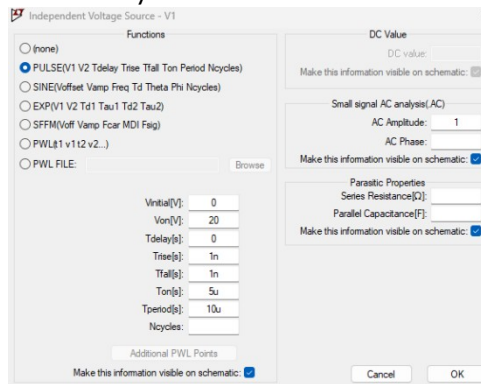 Independent Voltage Source - V1
Functions
(none)
PULSE(V1 V2 Tdelay Trise Tfall Ton Period Ncycles)
SINE(Voffset Vamp Freq Td Theta Phi Ncycles)
EXP(V1 V2 Td1 Tau1 Td2 Tau2)
SFFM(Voff Vamp Fcar MDI Fsig)
PWL(t1 v1 t2 v2...)
PWL FILE: Browse
Vinitial[V]: 0
Von[V]: 20
Tdelay[s]: 0
Trise[s]: 1n
Tfall[s]: 1n
Ton[s]: 5u
Tperiod[s]: 10u
Ncycles:
Additional PWL Points
Make this information visible on schematic:
DC Value
DC value:
Make this information visible on schematic:
Small signal AC analysis(.AC)
AC Amplitude: 1
AC Phase:
Make this information visible on schematic:
Parasitic Properties
Series Resistance[Ω]:
Parallel Capacitance[F]:
Make this information visible on schematic:
Cancel OK